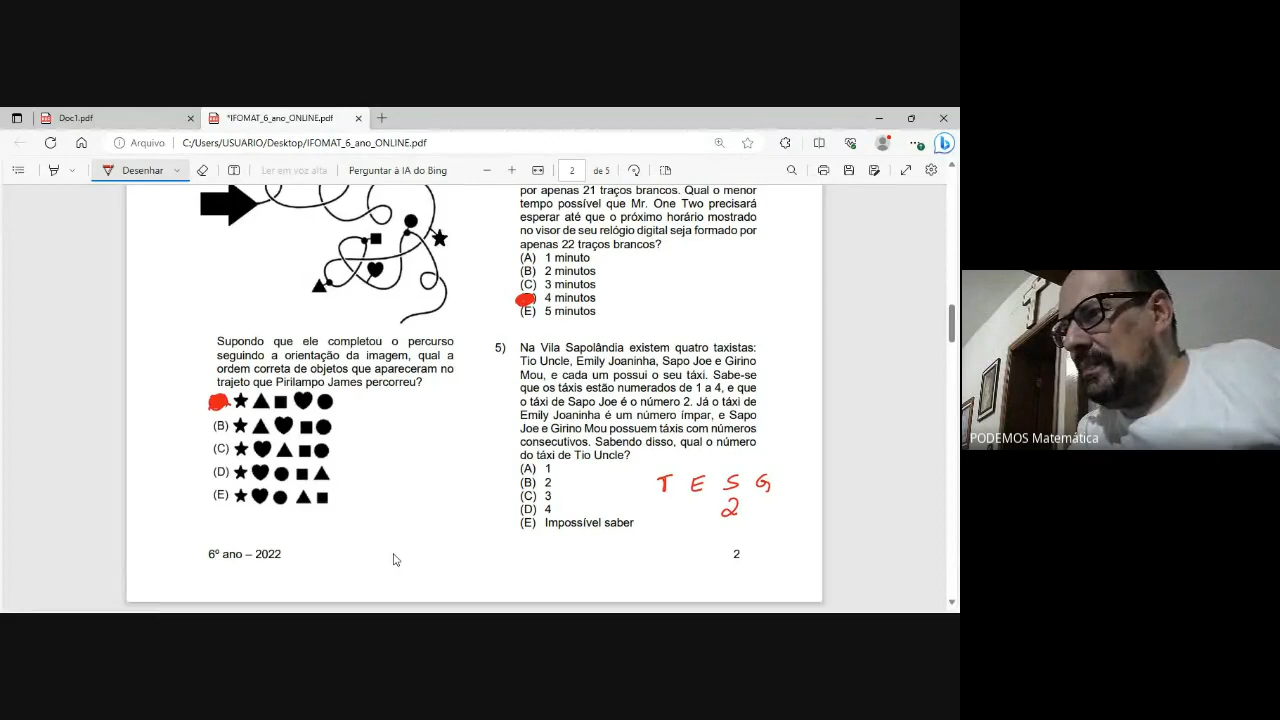 Doc1.pdf
*IFOMAT_6_ano_ONLINE.pdf
Arquivo
C:/Users/USUARIO/Desktop/IFOMAT_6_ano_ONLINE.pdf
Desenhar
Ler em voz alta
Perguntar à IA do Bing
2
de 5
por apenas 21 traços brancos. Qual o menor
tempo possível que Mr. One Two precisará
esperar até que o próximo horário mostrado
no visor de seu relógio digital seja formado por
apenas 22 traços brancos?
(A) 1 minuto
(B) 2 minutos
(C) 3 minutos
4 minutos
(E) 5 minutos
Supondo que ele completou o percurso
seguindo a orientação da imagem, qual a
ordem correta de objetos que apareceram no
trajeto que Pirilampo James percorreu?
(B)
(C)
(D)
(E)
5) Na Vila Sapolândia existem quatro taxistas:
Tio Uncle, Emily Joaninha, Sapo Joe e Girino
Mou, e cada um possui o seu táxi. Sabe-se
que os táxis estão numerados de 1 a 4, e que
o táxi de Sapo Joe é o número 2. Já o táxi de
Emily Joaninha é um número ímpar, e Sapo
Joe e Girino Mou possuem táxis com números
consecutivos. Sabendo disso, qual o número
do táxi de Tio Uncle?
(A) 1
(B) 2
(C) 3
(D) 4
(E) Impossível saber
T E S G
2
6º ano – 2022
2
PODEMOS Matemática